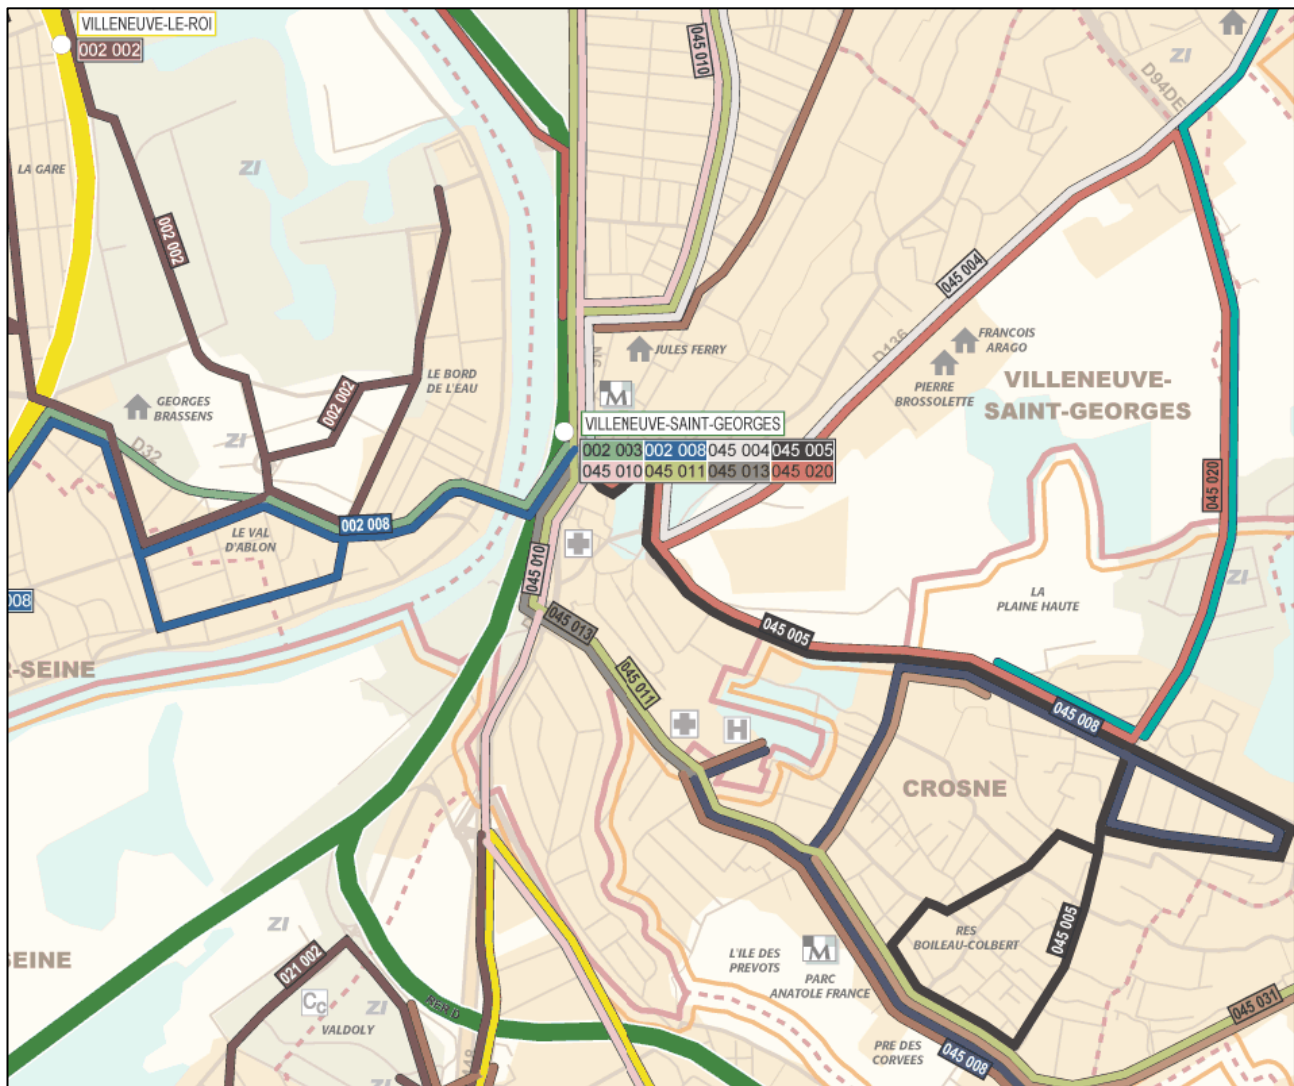 VILLENEUVE-LE-ROI
002 002
045 010
ZI
D94DE
LA GARE
ZI
002 002
045 004
D136
FRANCOIS
ARAGO
JULES FERRY
N6
PIERRE
BROSSOLETTE
VILLENEUVE-
SAINT-GEORGES
LE BORD
DE L'EAU
GEORGES
BRASSENS
002 002
M
D32
ZI
VILLENEUVE-SAINT-GEORGES
002 003 002 008 045 004 045 005
045 010 045 011 045 013 045 020
045 020
002 008
LE VAL
D'ABLON
045 010
ZI
LA
PLAINE HAUTE
008
045 013
045 005
R-SEINE
045 011
045 008
H
CROSNE
ZI
RES
BOILEAU-COLBERT
045 005
L'ILE DES
PREVOTS
M
PARC
ANATOLE FRANCE
SEINE
021 002
Cc
ZI
VALDOLY
RER D
045 031
PRE DES
CORVEES
045 008
ZI